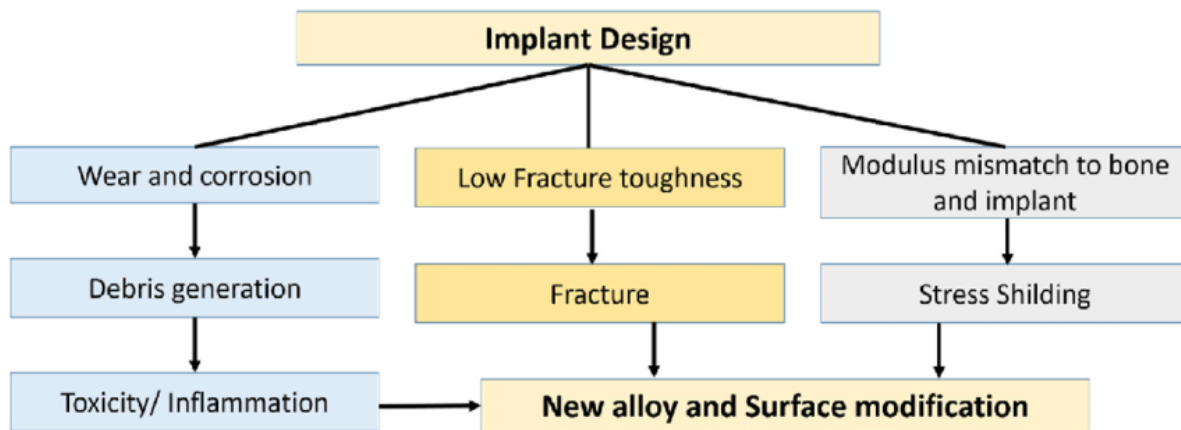 Implant Design
Wear and corrosion
Low Fracture toughness
Modulus mismatch to bone
and implant
Debris generation
Fracture
Stress Shilding
Toxicity/ Inflammation
New alloy and Surface modification